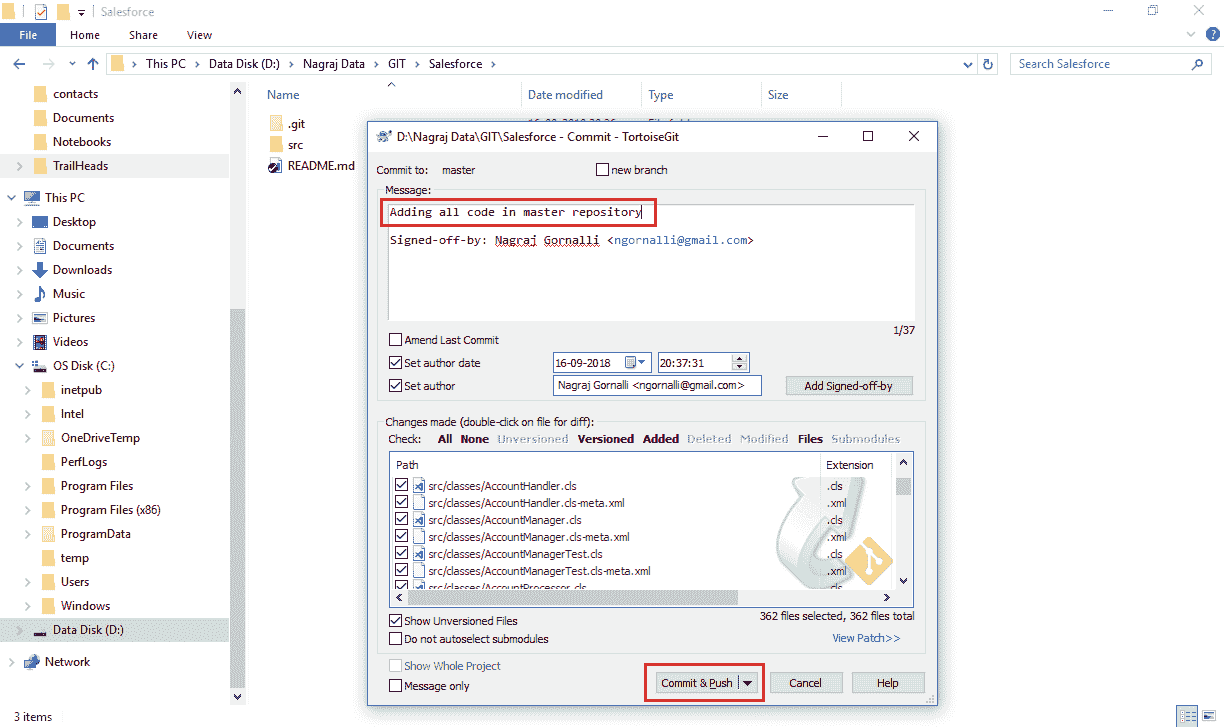 Salesforce
File Home Share View
This PC Data Disk (D:) Nagraj Data GIT Salesforce
Search Salesforce
contacts
Documents
Notebooks
TrailHeads
This PC
Desktop
Documents
Downloads
Music
Pictures
Videos
OS Disk (C:)
inetpub
Intel
OneDriveTemp
PerfLogs
Program Files
Program Files (x86)
ProgramData
temp
Users
Windows
Data Disk (D:)
Network
3 items
Name Date modified Type Size
.git
src
README.md
D:\Nagraj Data\GIT\Salesforce - Commit - TortoiseGit
Commit to: master new branch
Message:
Adding all code in master repository
Signed-off-by: Nagraj Gornalli <ngornalli@gmail.com>
1/37
Amend Last Commit
Set author date 16-09-2018 20:37:31
Set author Nagraj Gornalli <ngornalli@gmail.com> Add Signed-off-by
Changes made (double-click on file for diff):
Check: All None Unversioned Versioned Added Deleted Modified Files Submodules
Path Extension
src/classes/AccountHandler.cls .cls
src/classes/AccountHandler.cls-meta.xml .xml
src/classes/AccountManager.cls .cls
src/classes/AccountManager.cls-meta.xml .xml
src/classes/AccountManagerTest.cls .cls
src/classes/AccountManagerTest.cls-meta.xml .xml
src/classes/AccountProcessor.cls .cls
Show Unversioned Files 362 files selected, 362 files total
Do not autoselect submodules View Patch>>
Show Whole Project
Message only
Commit & Push Cancel Help